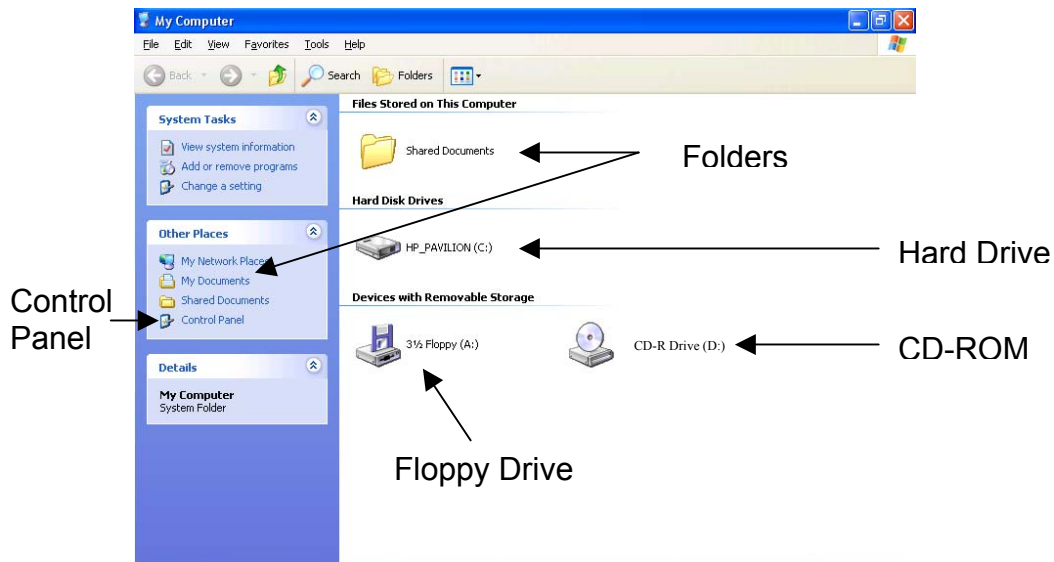 My Computer
File Edit View Favorites Tools Help
Back Search Folders
System Tasks
View system information
Add or remove programs
Change a setting
Other Places
My Network Places
My Documents
Shared Documents
Control Panel
Details
My Computer
System Folder
Files Stored on This Computer
Shared Documents
Hard Disk Drives
HP_PAVILION (C:)
Devices with Removable Storage
3½ Floppy (A:)
CD-R Drive (D:)
Folders
Hard Drive
CD-ROM
Floppy Drive
Control
Panel